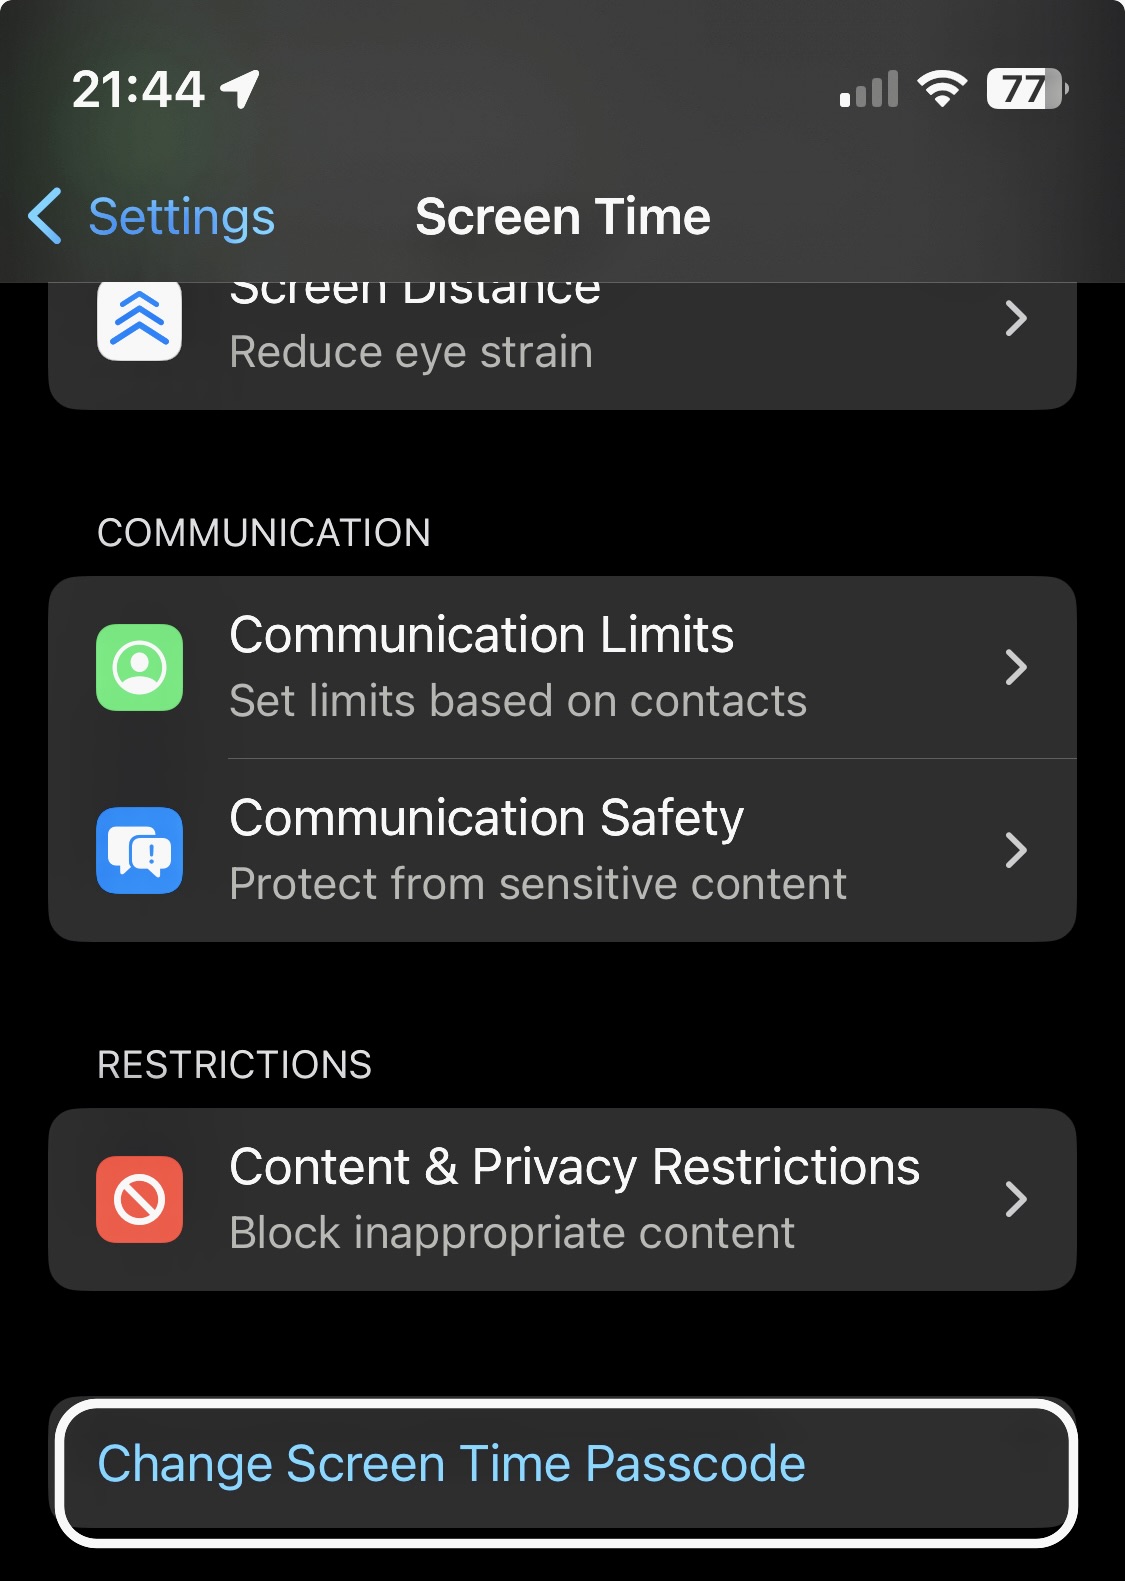 21:44
77
Settings
Screen Time
Screen Distance
Reduce eye strain
COMMUNICATION
Communication Limits
Set limits based on contacts
Communication Safety
Protect from sensitive content
RESTRICTIONS
Content & Privacy Restrictions
Block inappropriate content
Change Screen Time Passcode